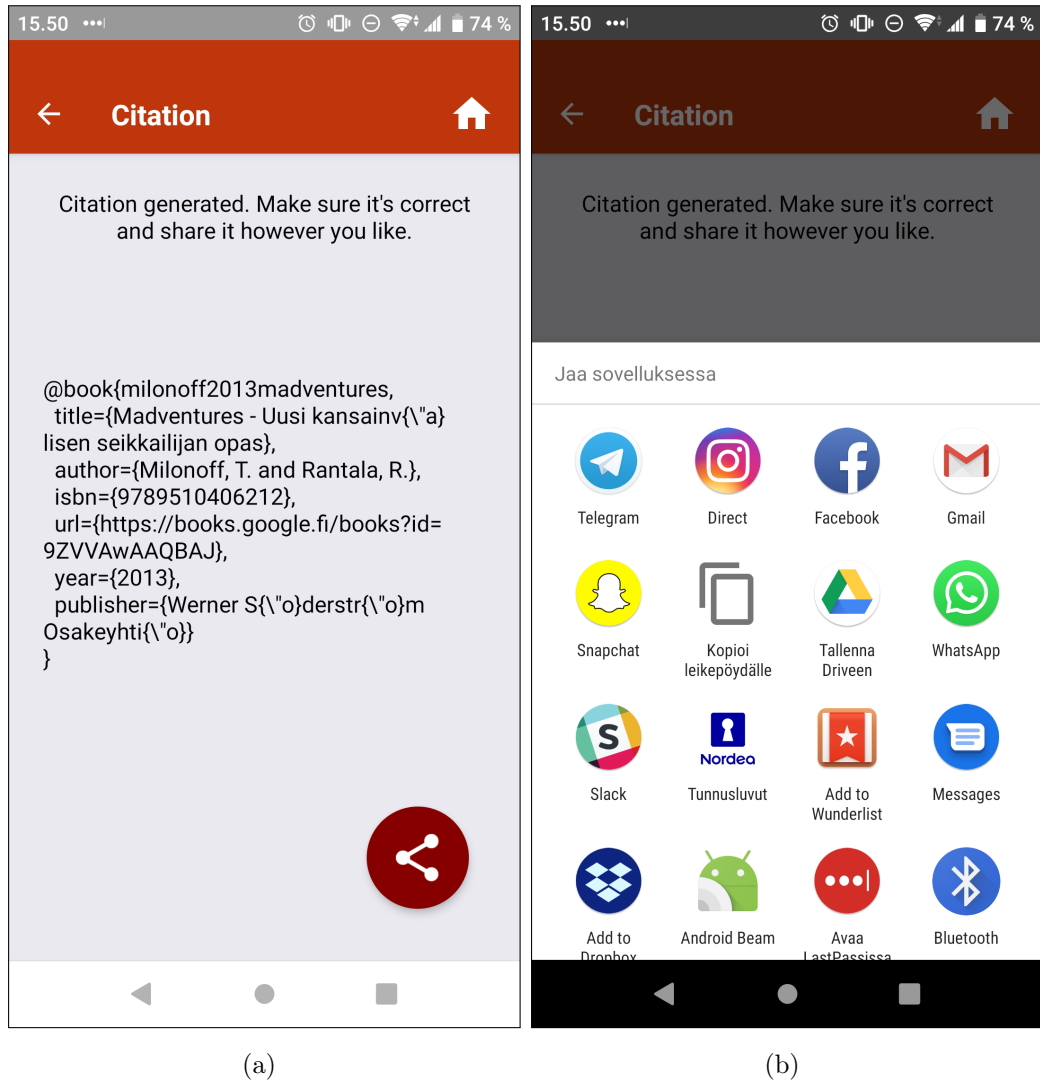 15.50
74 %
Citation
Citation generated. Make sure it's correct
and share it however you like.
@book{milonoff2013madventures,
title={Madventures - Uusi kansainv{\"a}
lisen seikkailijan opas},
author={Milonoff, T. and Rantala, R.},
isbn={9789510406212},
url={https://books.google.fi/books?id=
9ZVVAwAAQBAJ},
year={2013},
publisher={Werner S{\"o}derstr{\"o}m
Osakeyhti{\"o}}
}
(a)
15.50
74 %
Citation
Citation generated. Make sure it's correct
and share it however you like.
Jaa sovelluksessa
Telegram
Direct
Facebook
Gmail
Snapchat
Kopioi
leikepöydälle
Tallenna
Driveen
WhatsApp
Slack
S
Nordea
Tunnusluvut
Add to
Wunderlist
Messages
Add to
Dropbox
Android Beam
Avaa
LastPassissa
Bluetooth
(b)